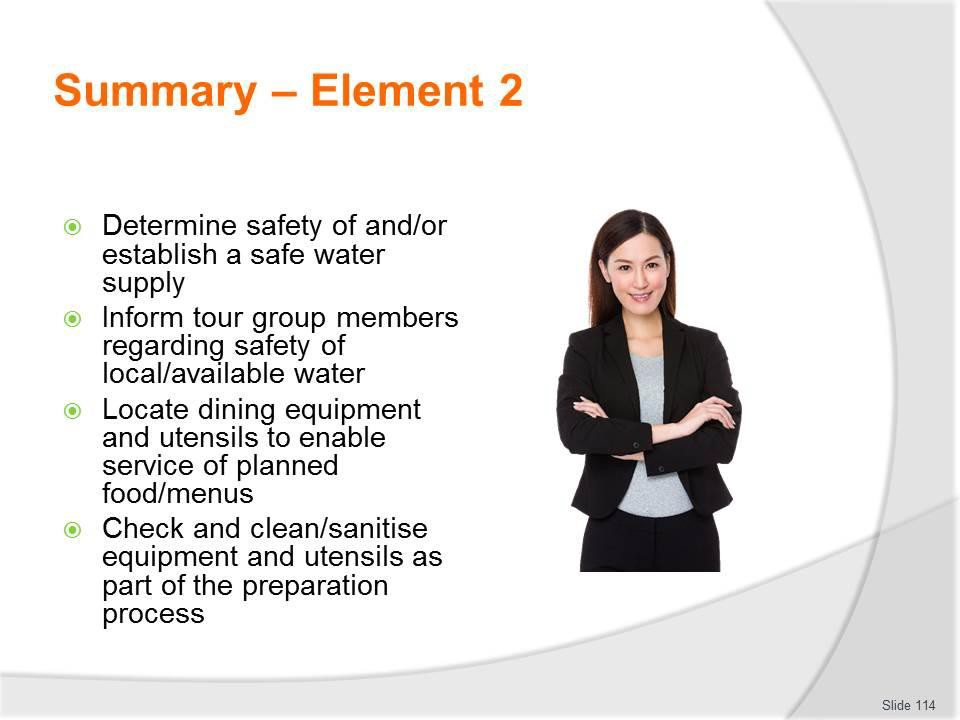 Summary – Element 2
Determine safety of and/or
establish a safe water
supply
Inform tour group members
regarding safety of
local/available water
Locate dining equipment
and utensils to enable
service of planned
food/menus
Check and clean/sanitise
equipment and utensils as
part of the preparation
process
Slide 114